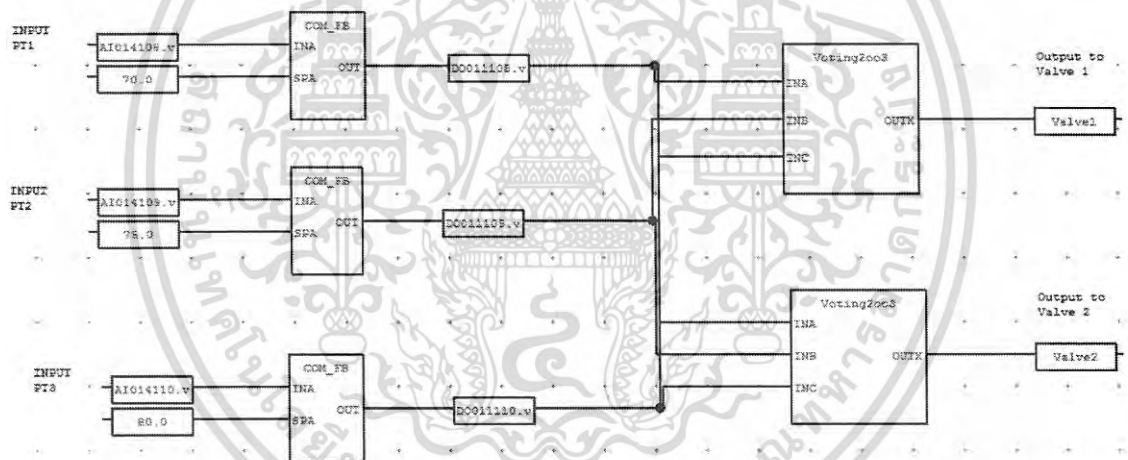 INPUT
PT1
AI014108.v
70.0
COM_FB
INA
SPA
OUT
DO011108.v
Voting2oo3
INA
INB
INC
OUTX
Output to
Valve 1
Valve1
INPUT
PT2
AI014109.v
75.0
COM_FB
INA
SPA
OUT
DO011109.v
INPUT
PT3
AI014110.v
80.0
COM_FB
INA
SPA
OUT
DO011110.v
Voting2oo3
INA
INB
INC
OUTX
Output to
Valve 2
Valve2